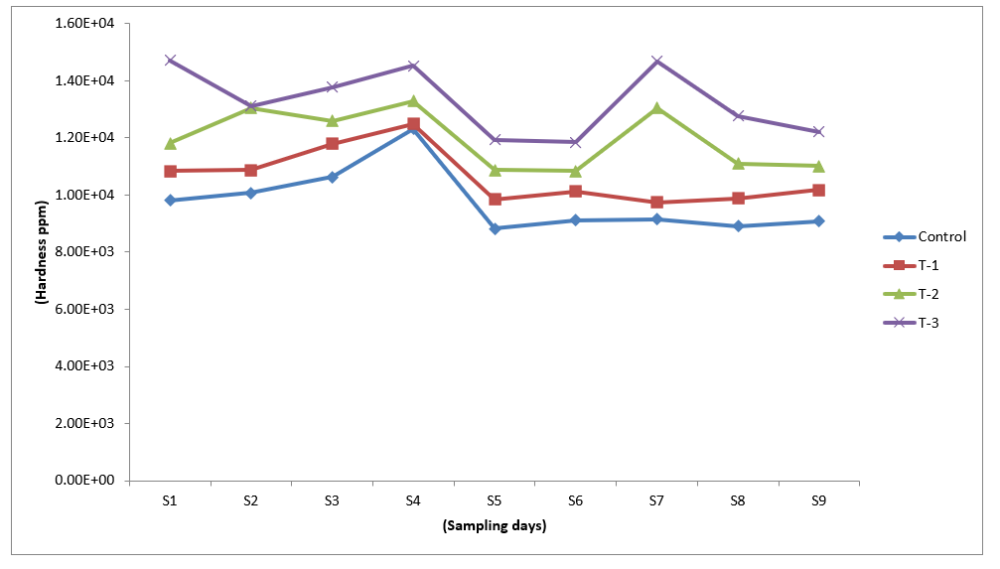 1.60E+04
1.40E+04
1.20E+04
1.00E+04
8.00E+03
6.00E+03
4.00E+03
2.00E+03
0.00E+00
(Hardness ppm)
S1 S2 S3 S4 S5 S6 S7 S8 S9
(Sampling days)
Control
T-1
T-2
T-3